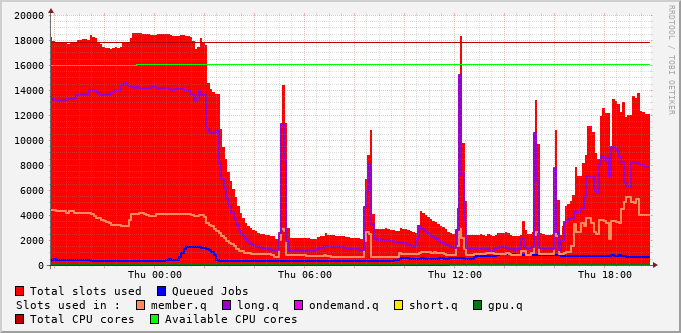 RRDTOOL / TOBI OETIKER
20000
18000
16000
14000
12000
10000
8000
6000
4000
2000
0
Thu 00:00 Thu 06:00 Thu 12:00 Thu 18:00
Total slots used Queued Jobs
Slots used in : member.q long.q ondemand.q short.q gpu.q
Total CPU cores Available CPU cores